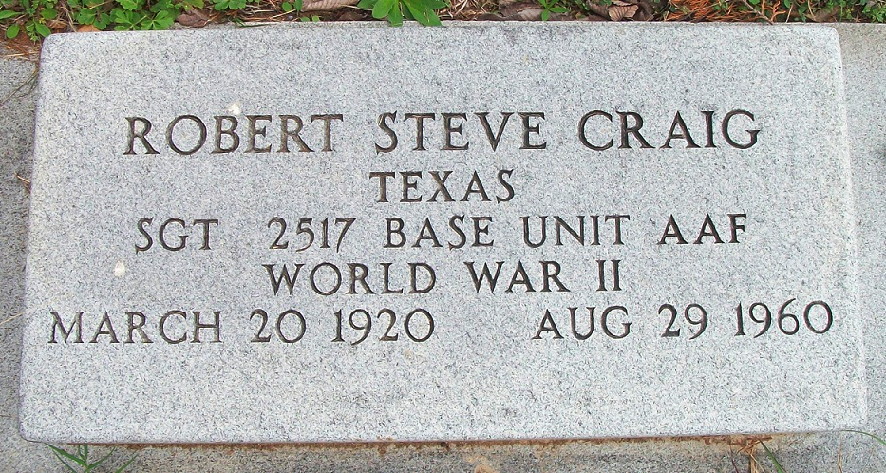 ROBERT STEVE CRAIG
TEXAS
SGT 2517 BASE UNIT AAF
WORLD WAR II
MARCH 20 1920 AUG 29 1960